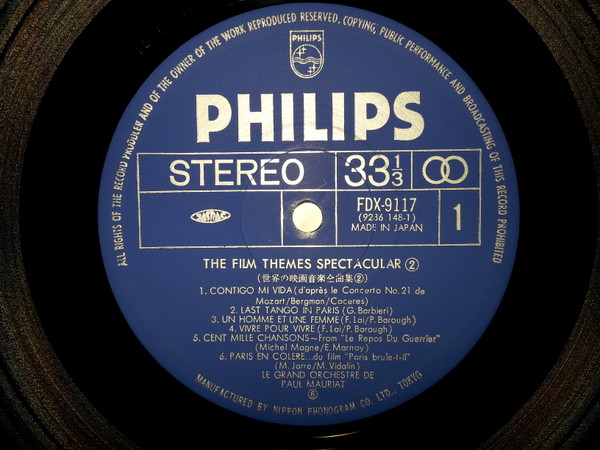 ALL RIGHTS OF THE RECORD PRODUCER AND OF THE OWNER OF THE WORK REPRODUCED RESERVED, COPYING, PUBLIC PERFORMANCE AND BROADCASTING OF THIS RECORD PROHIBITED
PHILIPS
PHILIPS
STEREO 33 1/3
FDX-9117
(9236 148-1)
MADE IN JAPAN
1
THE FILM THEMES SPECTACULAR ②
(世界の映画音楽全曲集②)
1. CONTIGO MI VIDA (d'après le Concerto No. 21 de
Mozart/Bergman/Caceres)
2. LAST TANGO IN PARIS (G. Barbieri)
3. UN HOMME ET UNE FEMME (F. Lai/P. Barough)
4. VIVRE POUR VIVRE (F. Lai/P. Barough)
5. CENT MILLE CHANSONS~From "Le Repos Du Guerrier"
(Michel Magne/E. Marnay)
6. PARIS EN COLERE...du film "Paris brule-t-il"
(M. Jarre/M. Vidalin)
LE GRAND ORCHESTRE DE
PAUL MAURIAT
MANUFACTURED BY NIPPON PHONOGRAM CO., LTD., TOKYO